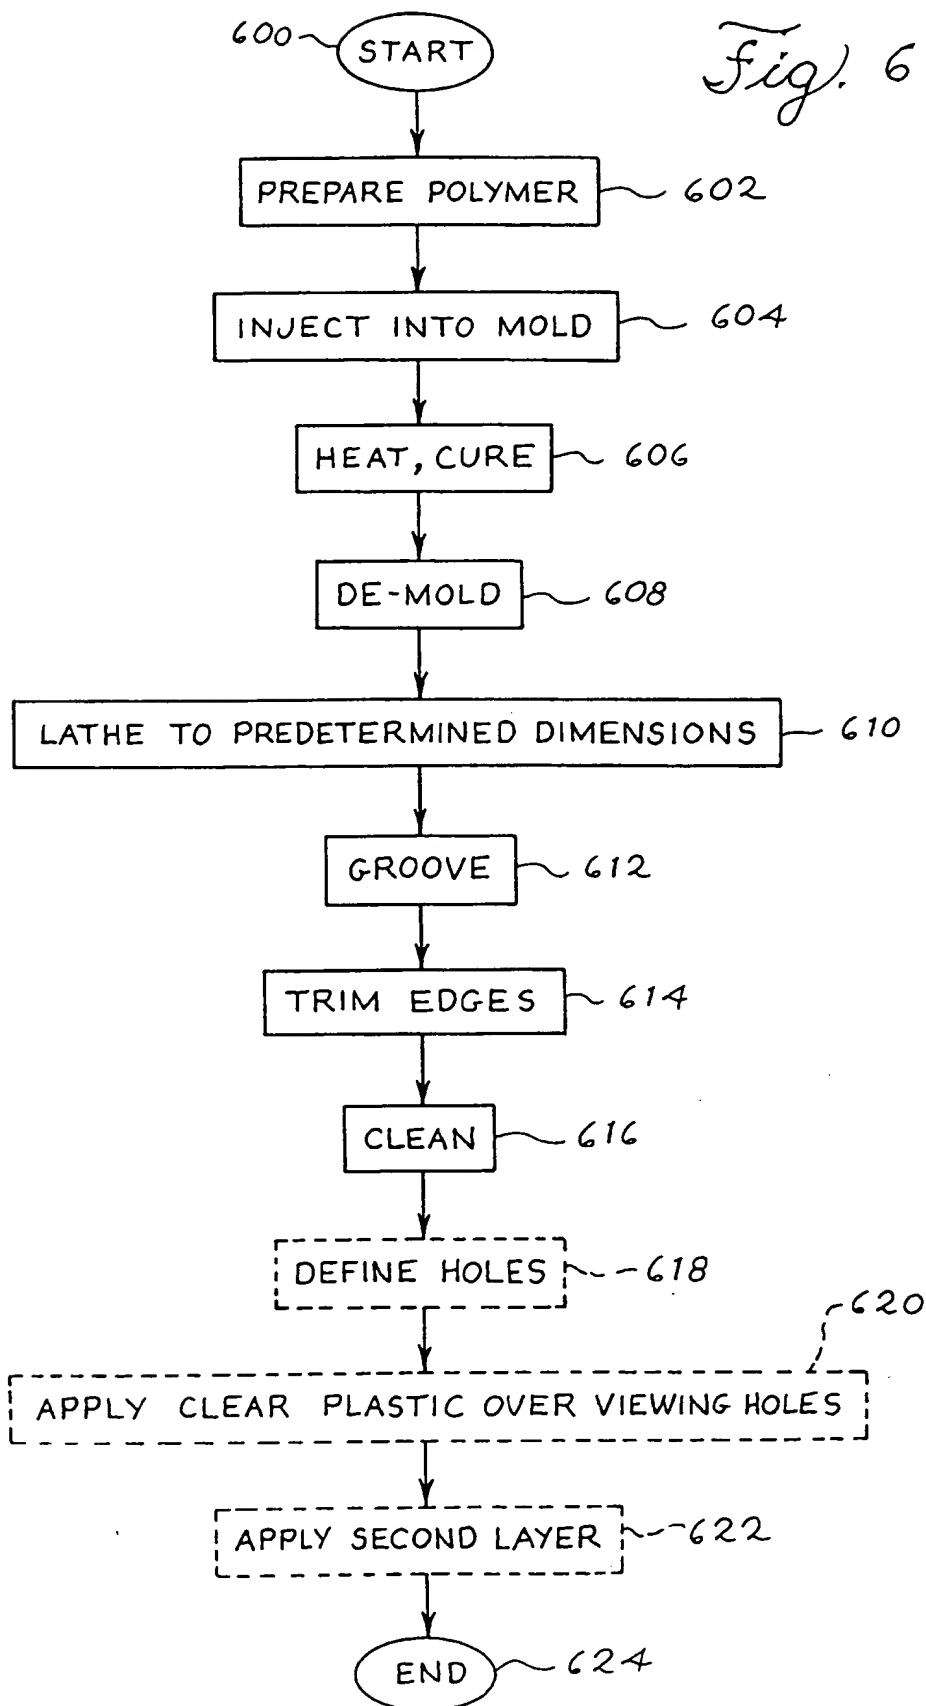 600 START
Fig. 6
PREPARE POLYMER 602
INJECT INTO MOLD 604
HEAT, CURE 606
DE-MOLD 608
LATHE TO PREDETERMINED DIMENSIONS 610
GROOVE 612
TRIM EDGES 614
CLEAN 616
DEFINE HOLES 618
620
APPLY CLEAR PLASTIC OVER VIEWING HOLES
APPLY SECOND LAYER 622
END 624